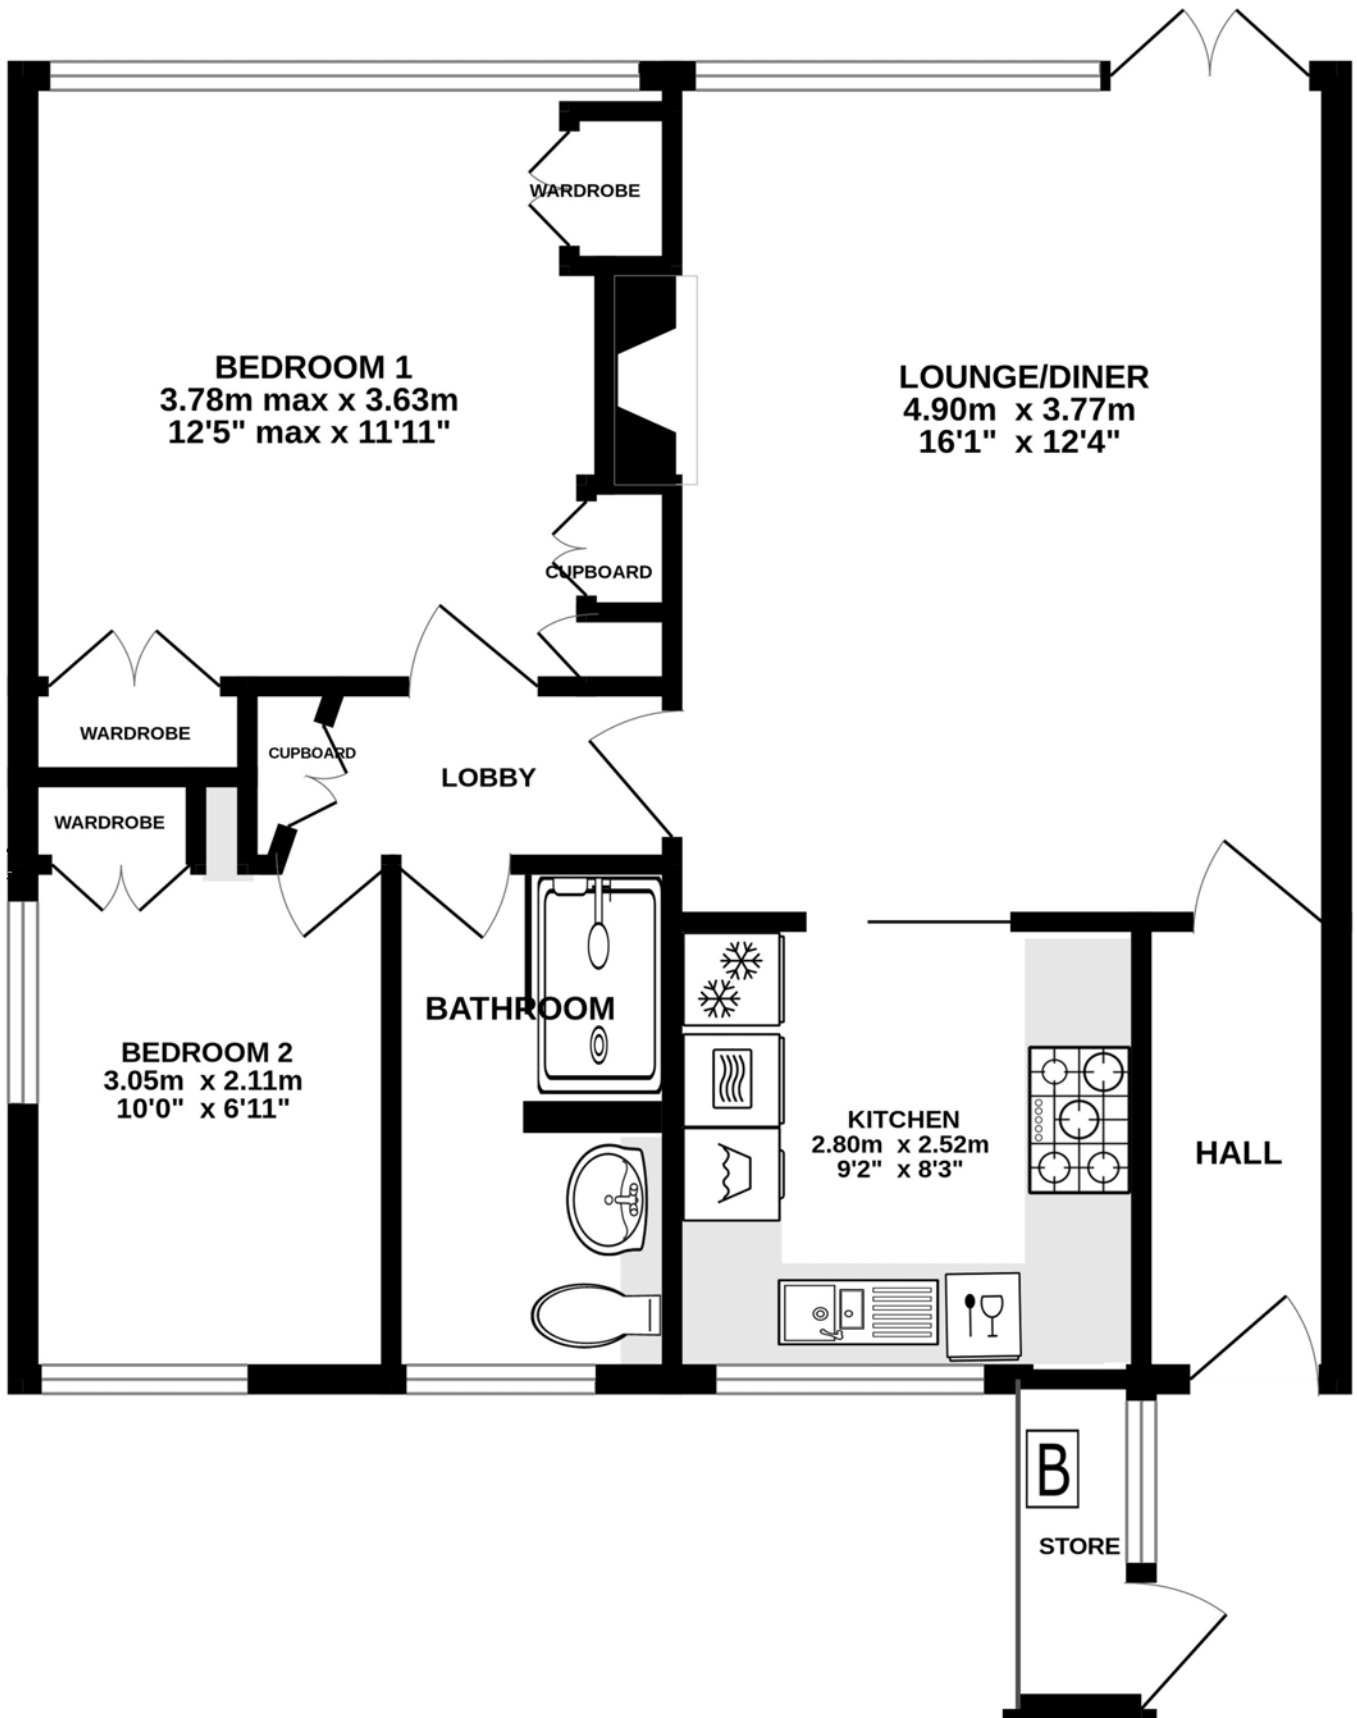 WARDROBE
BEDROOM 1
3.78m max x 3.63m
12'5" max x 11'11"
LOUNGE/DINER
4.90m x 3.77m
16'1" x 12'4"
CUPBOARD
WARDROBE
CUPBOARD
LOBBY
WARDROBE
BATHROOM
BEDROOM 2
3.05m x 2.11m
10'0" x 6'11"
KITCHEN
2.80m x 2.52m
9'2" x 8'3"
HALL
B
STORE